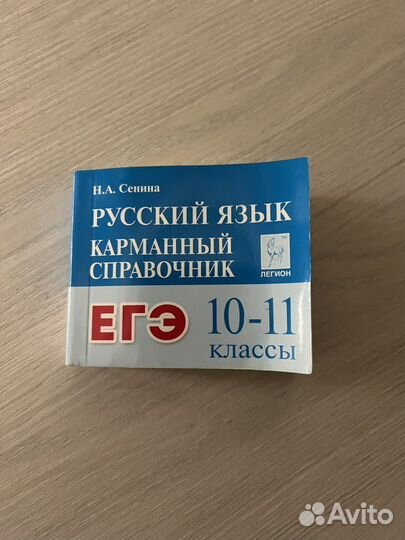 Н.А. Сенина
РУССКИЙ ЯЗЫК
КАРМАННЫЙ
СПРАВОЧНИК
ЛЕГИОН
ЕГЭ
10-11
классы
Avito